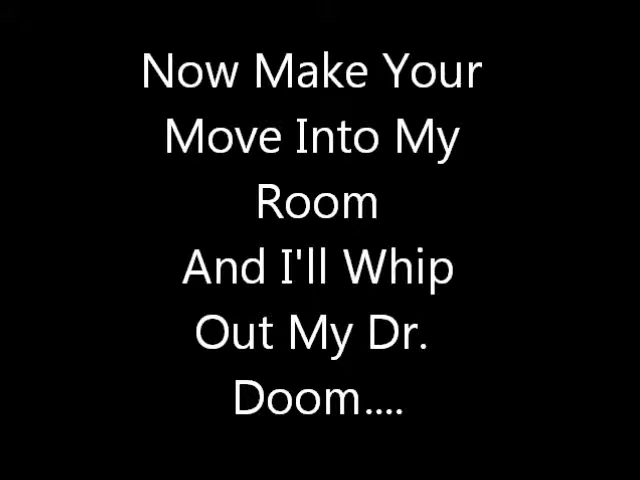 Now Make Your
Move Into My
Room
And I'll Whip
Out My Dr.
Doom....